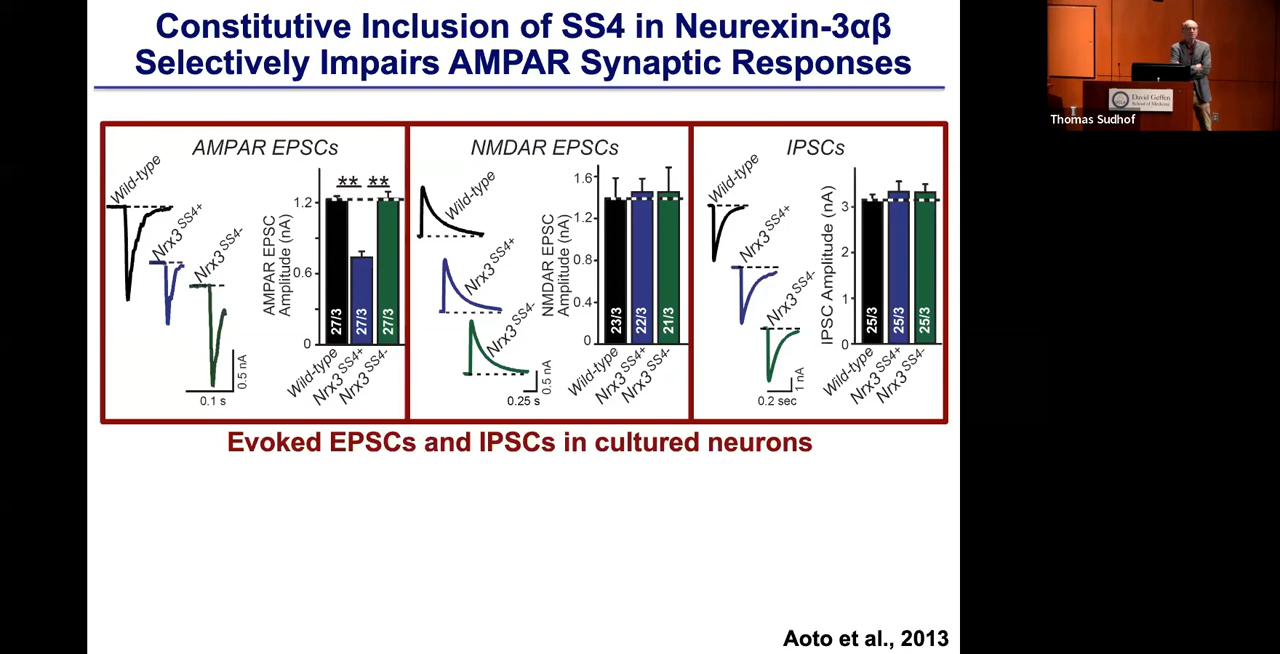 Constitutive Inclusion of SS4 in Neurexin-3αβ
Selectively Impairs AMPAR Synaptic Responses
AMPAR EPSCs
Wild-type
Nrx3 SS4+
Nrx3 SS4-
0.5 nA
0.1 s
AMPAR EPSC
Amplitude (nA)
1.2
0.6
0
** **
27/3
27/3
27/3
Wild-type
Nrx3 SS4+
Nrx3 SS4-
NMDAR EPSCs
Wild-type
Nrx3 SS4+
Nrx3 SS4-
0.5 nA
0.25 s
NMDAR EPSC
Amplitude (nA)
1.6
1.2
0.8
0.4
0
23/3
22/3
21/3
Wild-type
Nrx3 SS4+
Nrx3 SS4-
IPSCs
Wild-type
Nrx3 SS4+
Nrx3 SS4-
1 nA
0.2 sec
IPSC Amplitude (nA)
3
2
1
0
25/3
25/3
25/3
Wild-type
Nrx3 SS4+
Nrx3 SS4-
Evoked EPSCs and IPSCs in cultured neurons
Aoto et al., 2013
David Geffen
School of Medicine
Thomas Sudhof